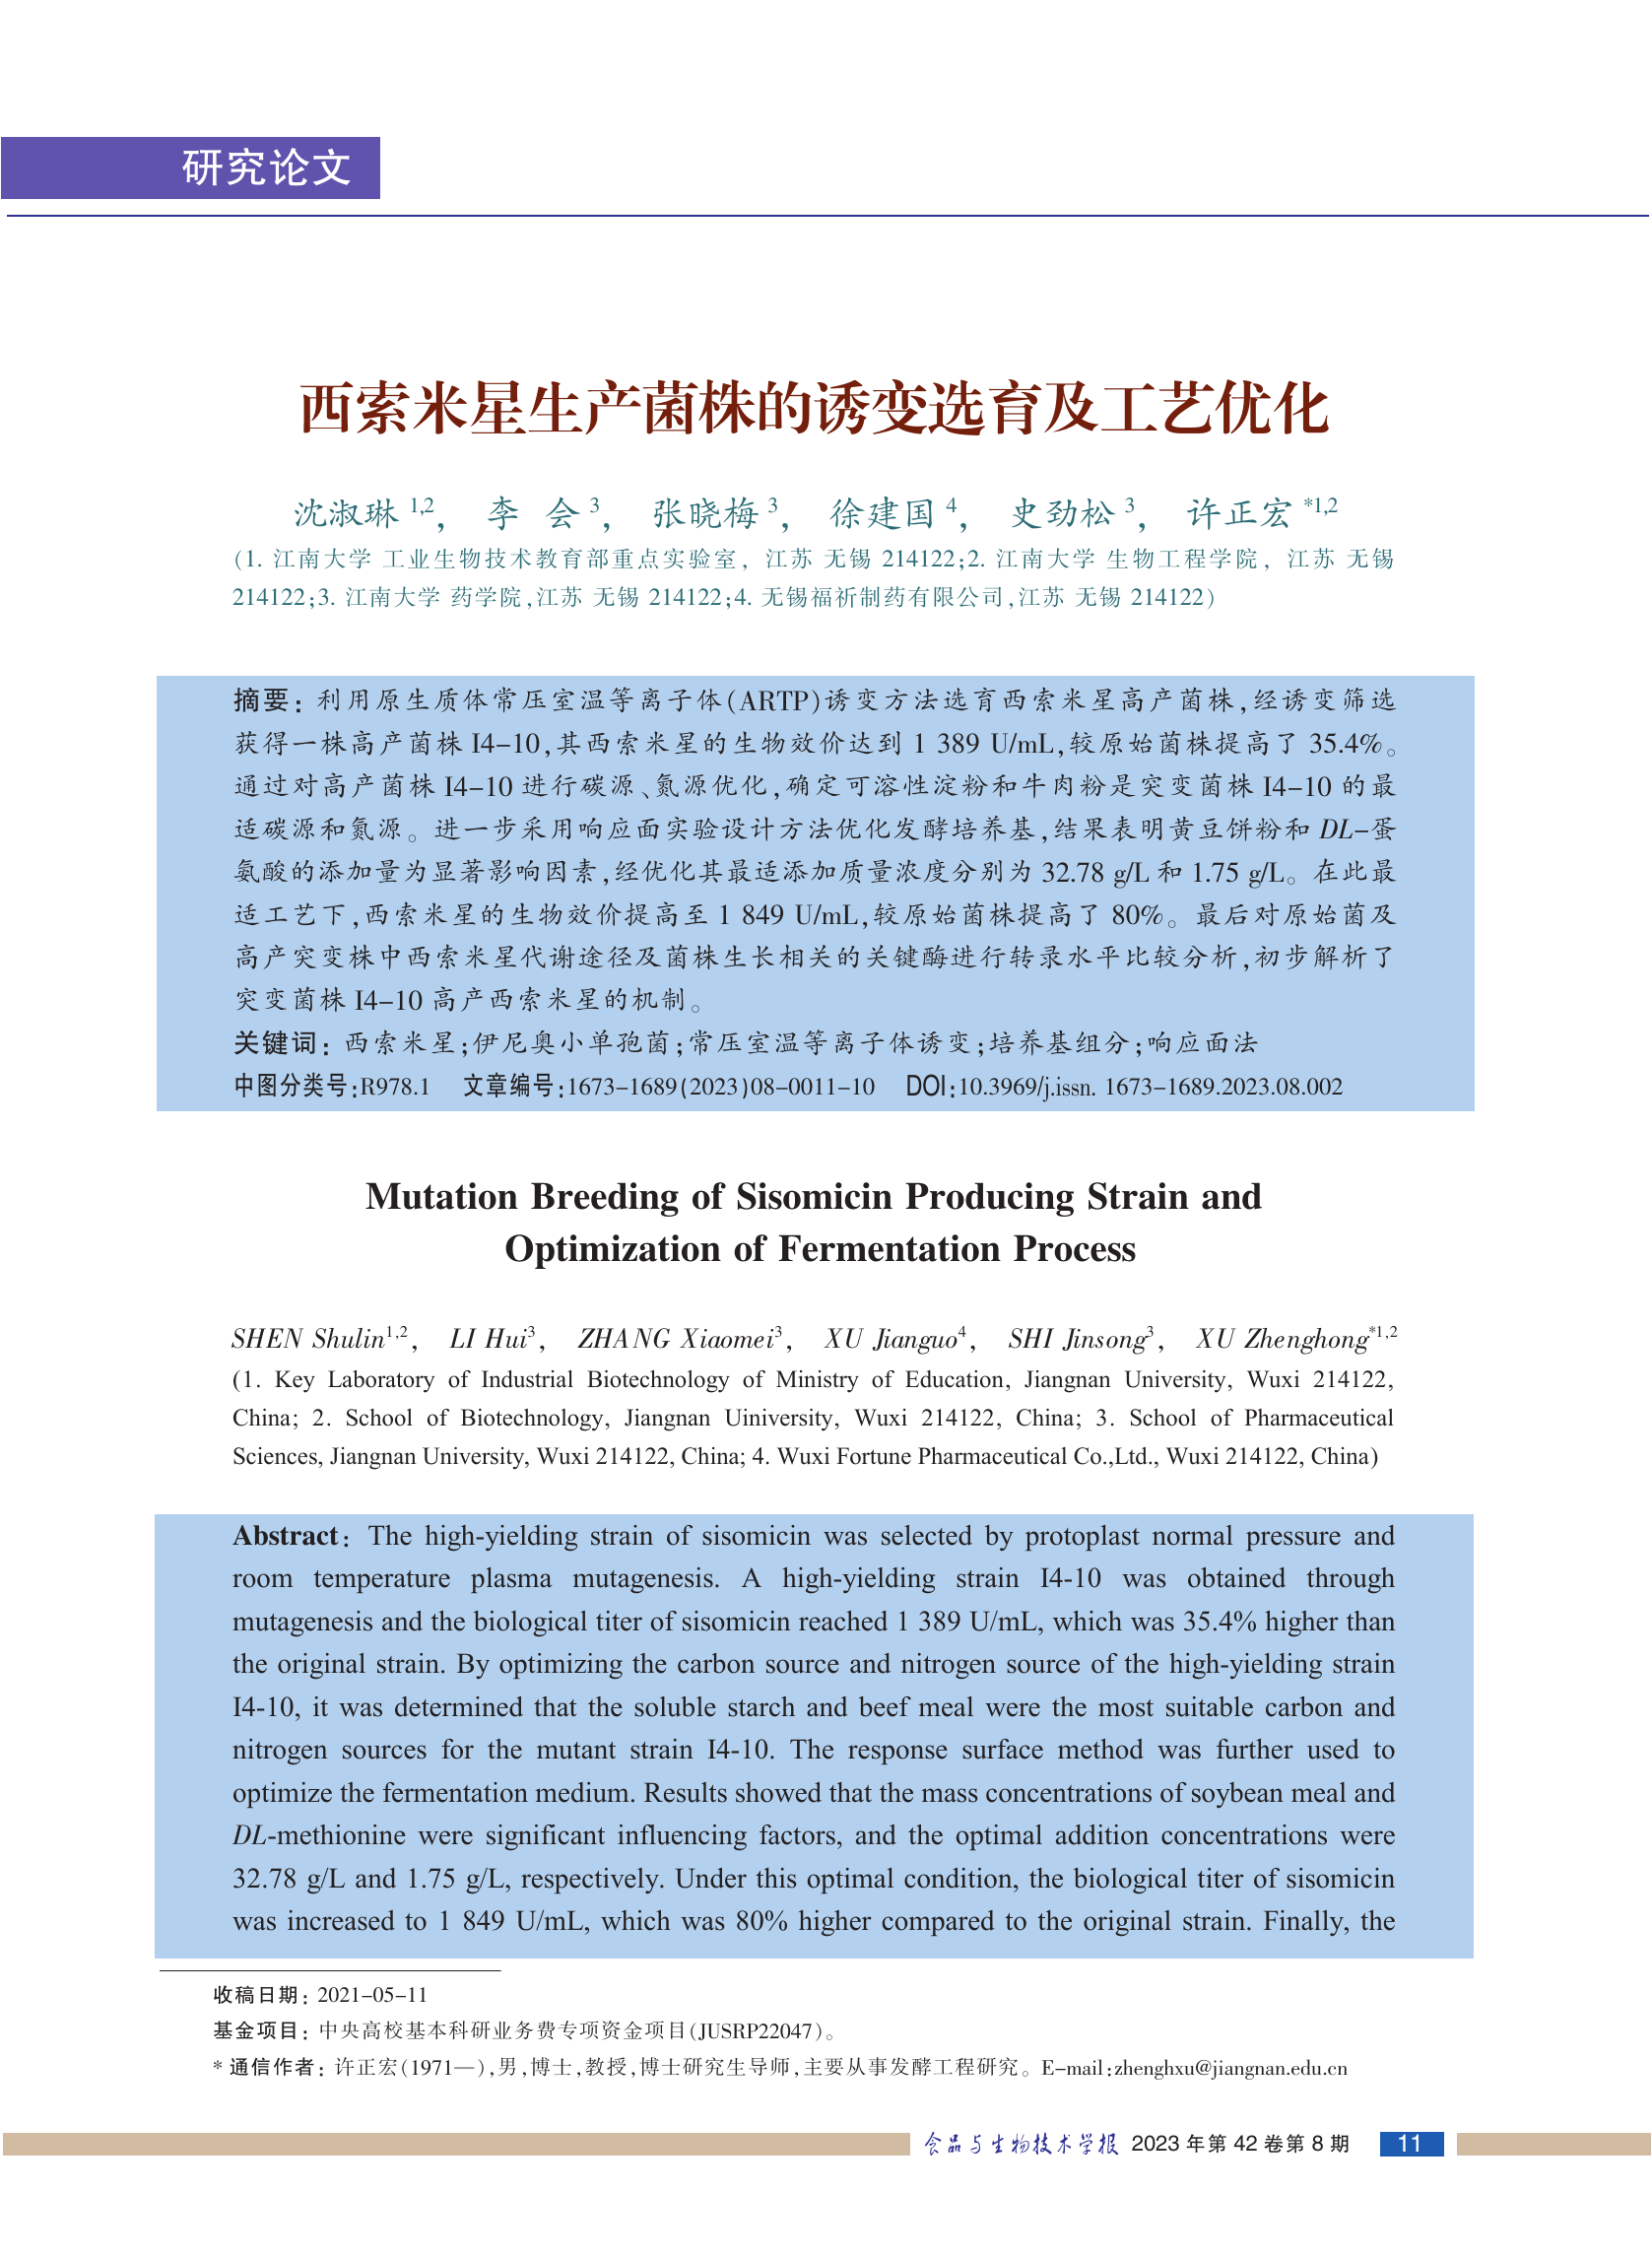 研究论文
西索米星生产菌株的诱变选育及工艺优化
沈淑琳 1,2， 李 会 3， 张晓梅 3， 徐建国 4， 史劲松 3， 许正宏 *1,2
(1. 江南大学 工业生物技术教育部重点实验室，江苏 无锡 214122;2. 江南大学 生物工程学院，江苏 无锡
214122;3. 江南大学 药学院,江苏 无锡 214122;4. 无锡福祈制药有限公司,江苏 无锡 214122)
摘要：利用原生质体常压室温等离子体(ARTP)诱变方法选育西索米星高产菌株,经诱变筛选
获得一株高产菌株 I4-10,其西索米星的生物效价达到 1 389 U/mL,较原始菌株提高了 35.4%。
通过对高产菌株 I4-10 进行碳源、氮源优化,确定可溶性淀粉和牛肉粉是突变菌株 I4-10 的最
适碳源和氮源。进一步采用响应面实验设计方法优化发酵培养基,结果表明黄豆饼粉和 DL-蛋
氨酸的添加量为显著影响因素,经优化其最适添加质量浓度分别为 32.78 g/L 和 1.75 g/L。在此最
适工艺下,西索米星的生物效价提高至 1 849 U/mL,较原始菌株提高了 80%。最后对原始菌及
高产突变株中西索米星代谢途径及菌株生长相关的关键酶进行转录水平比较分析,初步解析了
突变菌株 I4-10 高产西索米星的机制。
关键词：西索米星;伊尼奥小单孢菌;常压室温等离子体诱变;培养基组分;响应面法
中图分类号:R978.1 文章编号:1673-1689(2023)08-0011-10 DOI:10.3969/j.issn. 1673-1689.2023.08.002
Mutation Breeding of Sisomicin Producing Strain and
Optimization of Fermentation Process
SHEN Shulin1,2, LI Hui3, ZHANG Xiaomei3, XU Jianguo4, SHI Jinsong3, XU Zhenghong*1,2
(1. Key Laboratory of Industrial Biotechnology of Ministry of Education, Jiangnan University, Wuxi 214122,
China; 2. School of Biotechnology, Jiangnan Uiniversity, Wuxi 214122, China; 3. School of Pharmaceutical
Sciences, Jiangnan University, Wuxi 214122, China; 4. Wuxi Fortune Pharmaceutical Co.,Ltd., Wuxi 214122, China)
Abstract: The high-yielding strain of sisomicin was selected by protoplast normal pressure and
room temperature plasma mutagenesis. A high-yielding strain I4-10 was obtained through
mutagenesis and the biological titer of sisomicin reached 1 389 U/mL, which was 35.4% higher than
the original strain. By optimizing the carbon source and nitrogen source of the high-yielding strain
I4-10, it was determined that the soluble starch and beef meal were the most suitable carbon and
nitrogen sources for the mutant strain I4-10. The response surface method was further used to
optimize the fermentation medium. Results showed that the mass concentrations of soybean meal and
DL-methionine were significant influencing factors, and the optimal addition concentrations were
32.78 g/L and 1.75 g/L, respectively. Under this optimal condition, the biological titer of sisomicin
was increased to 1 849 U/mL, which was 80% higher compared to the original strain. Finally, the
收稿日期：2021-05-11
基金项目：中央高校基本科研业务费专项资金项目(JUSRP22047)。
* 通信作者：许正宏(1971—),男,博士,教授,博士研究生导师,主要从事发酵工程研究。E-mail:zhenghxu@jiangnan.edu.cn
食品与生物技术学报 2023 年第 42 卷第 8 期 11